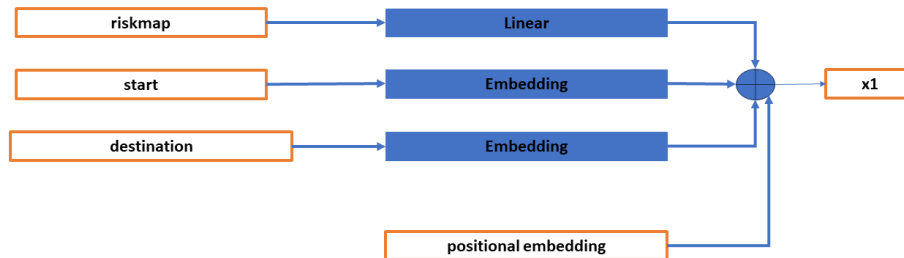 riskmap
Linear
start
Embedding
x1
destination
Embedding
positional embedding